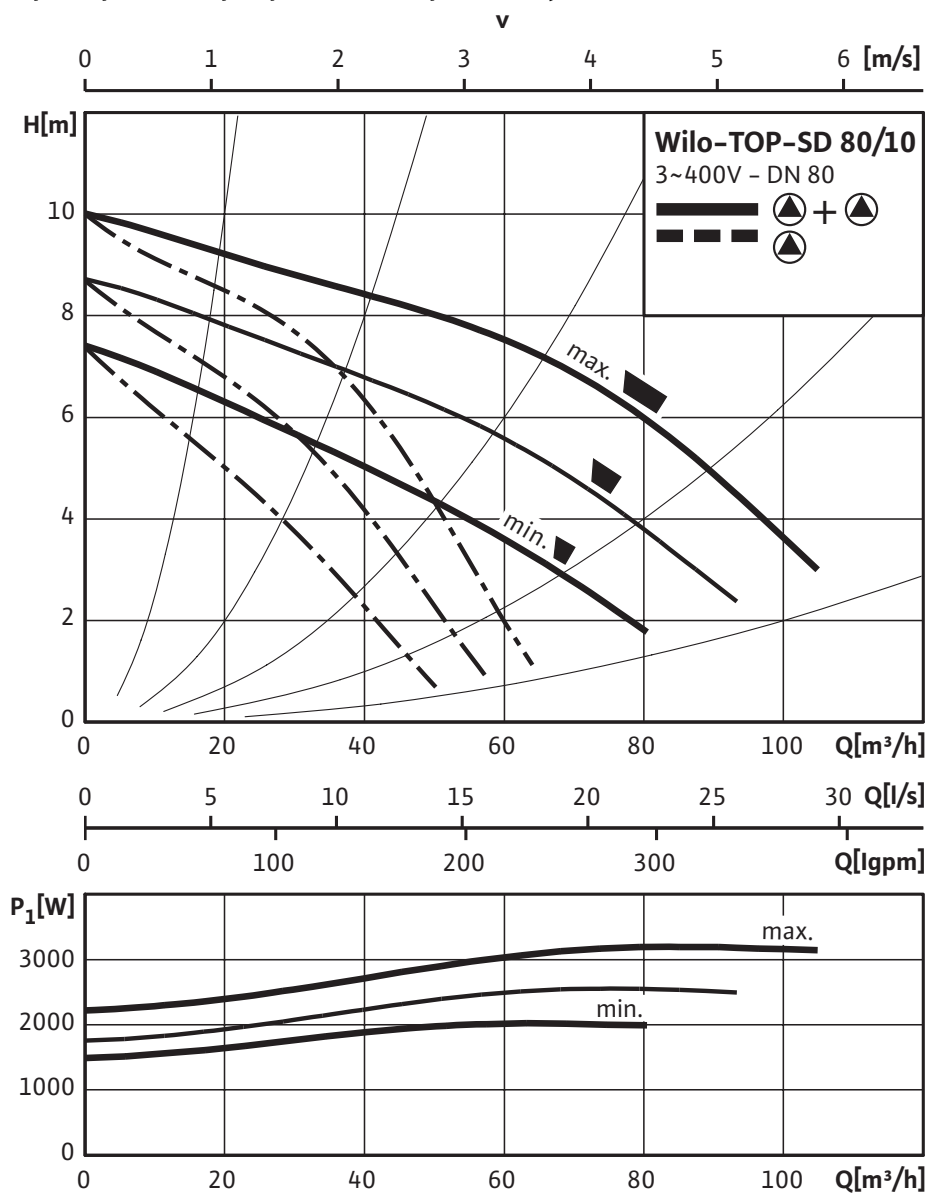 v
0 1 2 3 4 5 6 [m/s]
H[m]
Wilo-TOP-SD 80/10
3~400V - DN 80
+
10
8
max.
6
4
min.
2
0
0 20 40 60 80 100 Q[m³/h]
0 5 10 15 20 25 30 Q[l/s]
0 100 200 300 Q[Igpm]
P1[W]
max.
3000
min.
2000
1000
0
0 20 40 60 80 100 Q[m³/h]